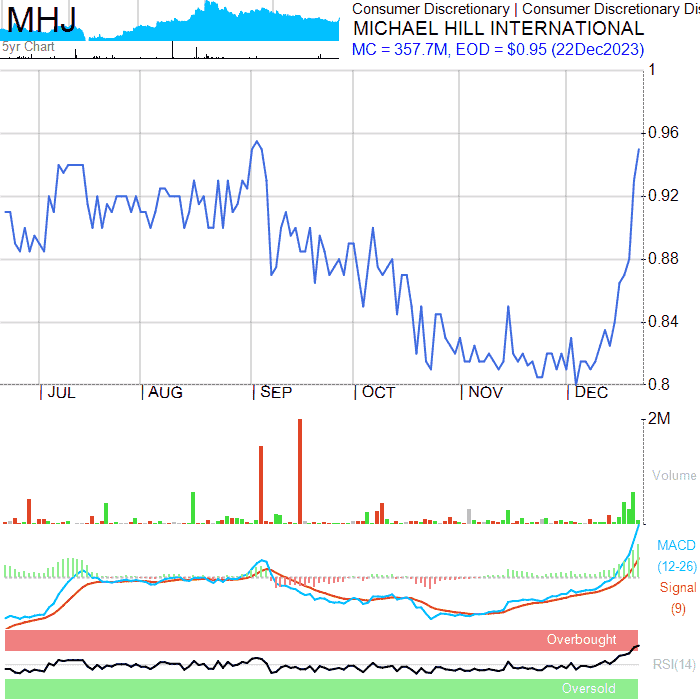 MHJ
5yr Chart
Consumer Discretionary | Consumer Discretionary Dis
MICHAEL HILL INTERNATIONAL
MC = 357.7M, EOD = $0.95 (22Dec2023)
1
0.96
0.92
0.88
0.84
0.8
JUL AUG SEP OCT NOV DEC
2M
Volume
MACD
(12-26)
Signal
(9)
Overbought
RSI(14)
Oversold